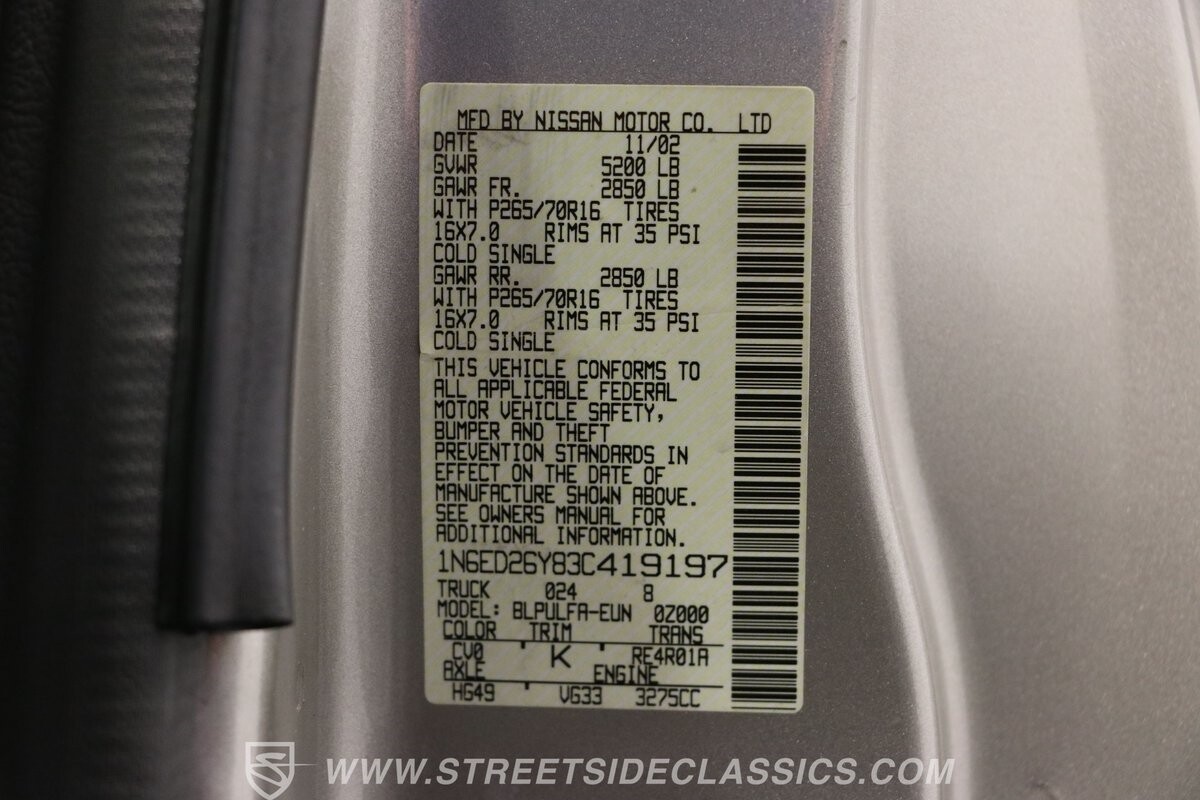 MFD BY NISSAN MOTOR CO. LTD
DATE 11/02
GVWR 5200 LB
GAWR FR. 2850 LB
WITH P265/70R16 TIRES
16X7.0 RIMS AT 35 PSI
COLD SINGLE
GAWR RR. 2850 LB
WITH P265/70R16 TIRES
16X7.0 RIMS AT 35 PSI
COLD SINGLE
THIS VEHICLE CONFORMS TO
ALL APPLICABLE FEDERAL
MOTOR VEHICLE SAFETY,
BUMPER AND THEFT
PREVENTION STANDARDS IN
EFFECT ON THE DATE OF
MANUFACTURE SHOWN ABOVE.
SEE OWNERS MANUAL FOR
ADDITIONAL INFORMATION.
1N6ED26Y83C419197
TRUCK 024 8
MODEL: BLPULFA-EUN 0Z000
COLOR TRIM TRANS
CV0 K RE4R01A
AXLE ENGINE
HG49 VG33 3275CC
WWW.STREETSIDECLASSICS.COM